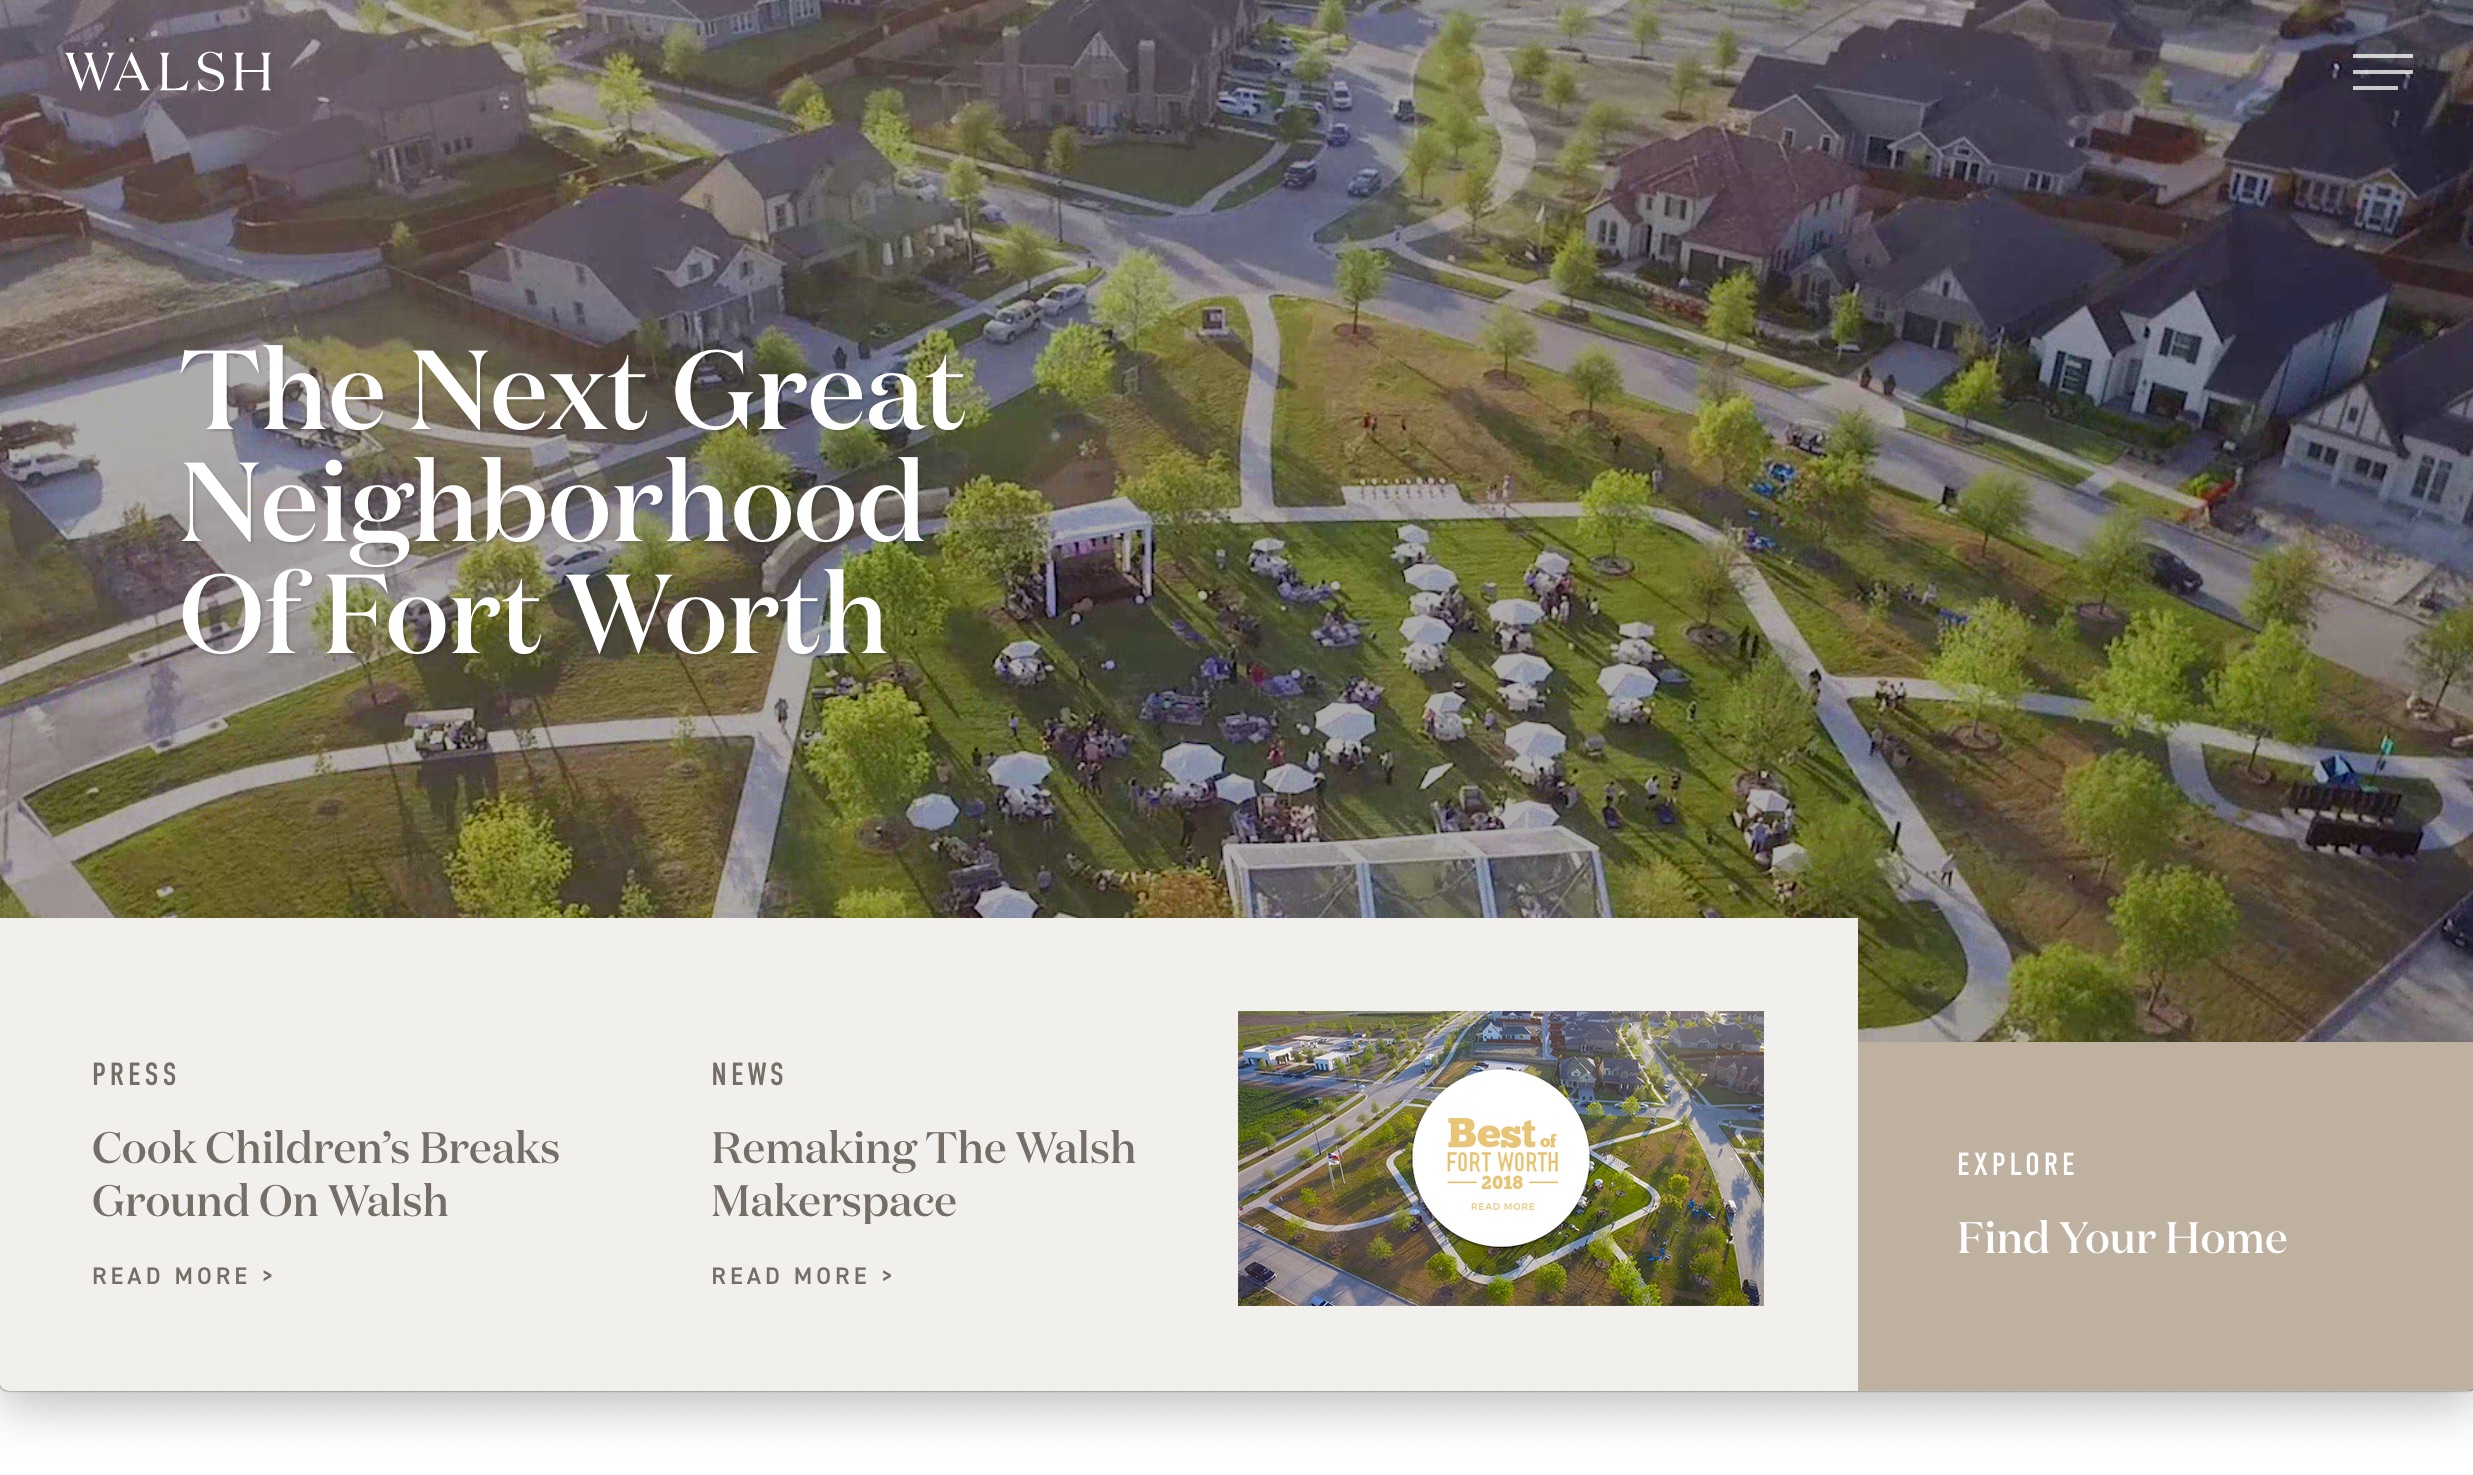 WALSH
The Next Great
Neighborhood
Of Fort Worth
PRESS
Cook Children’s Breaks
Ground On Walsh
READ MORE >
NEWS
Remaking The Walsh
Makerspace
READ MORE >
Best of
FORT WORTH
2018
READ MORE
EXPLORE
Find Your Home